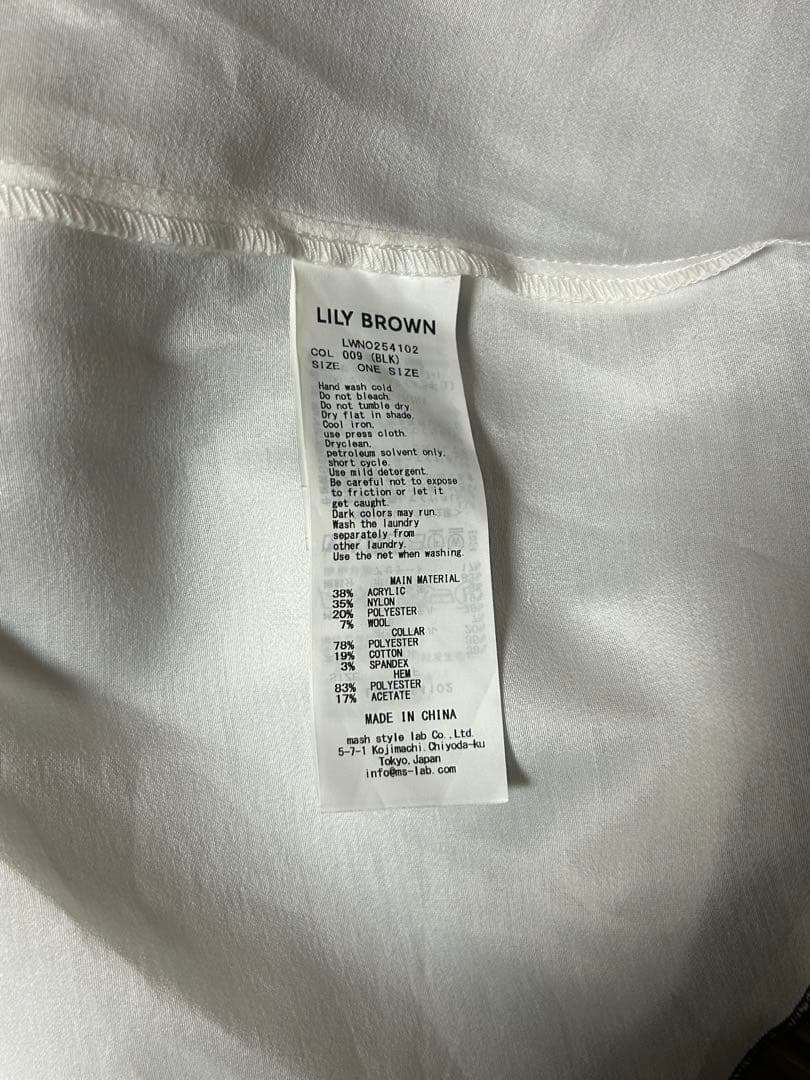 LILY BROWN
LWNO254102
COL 009 (BLK)
SIZE ONE SIZE
Hand wash cold.
Do not bleach.
Do not tumble dry.
Dry flat in shade.
Cool iron,
use press cloth.
Dryclean,
petroleum solvent only,
short cycle.
Use mild detergent.
Be careful not to expose
to friction or let it
get caught.
Dark colors may run.
Wash the laundry
separately from
other laundry.
Use the net when washing.
MAIN MATERIAL
38% ACRYLIC
35% NYLON
20% POLYESTER
7% WOOL
COLLAR
78% POLYESTER
19% COTTON
3% SPANDEX
HEM
83% POLYESTER
17% ACETATE
MADE IN CHINA
mash style lab Co.,Ltd.
5-7-1 Kojimachi.Chiyoda-ku
Tokyo,Japan
info@ms-lab.com